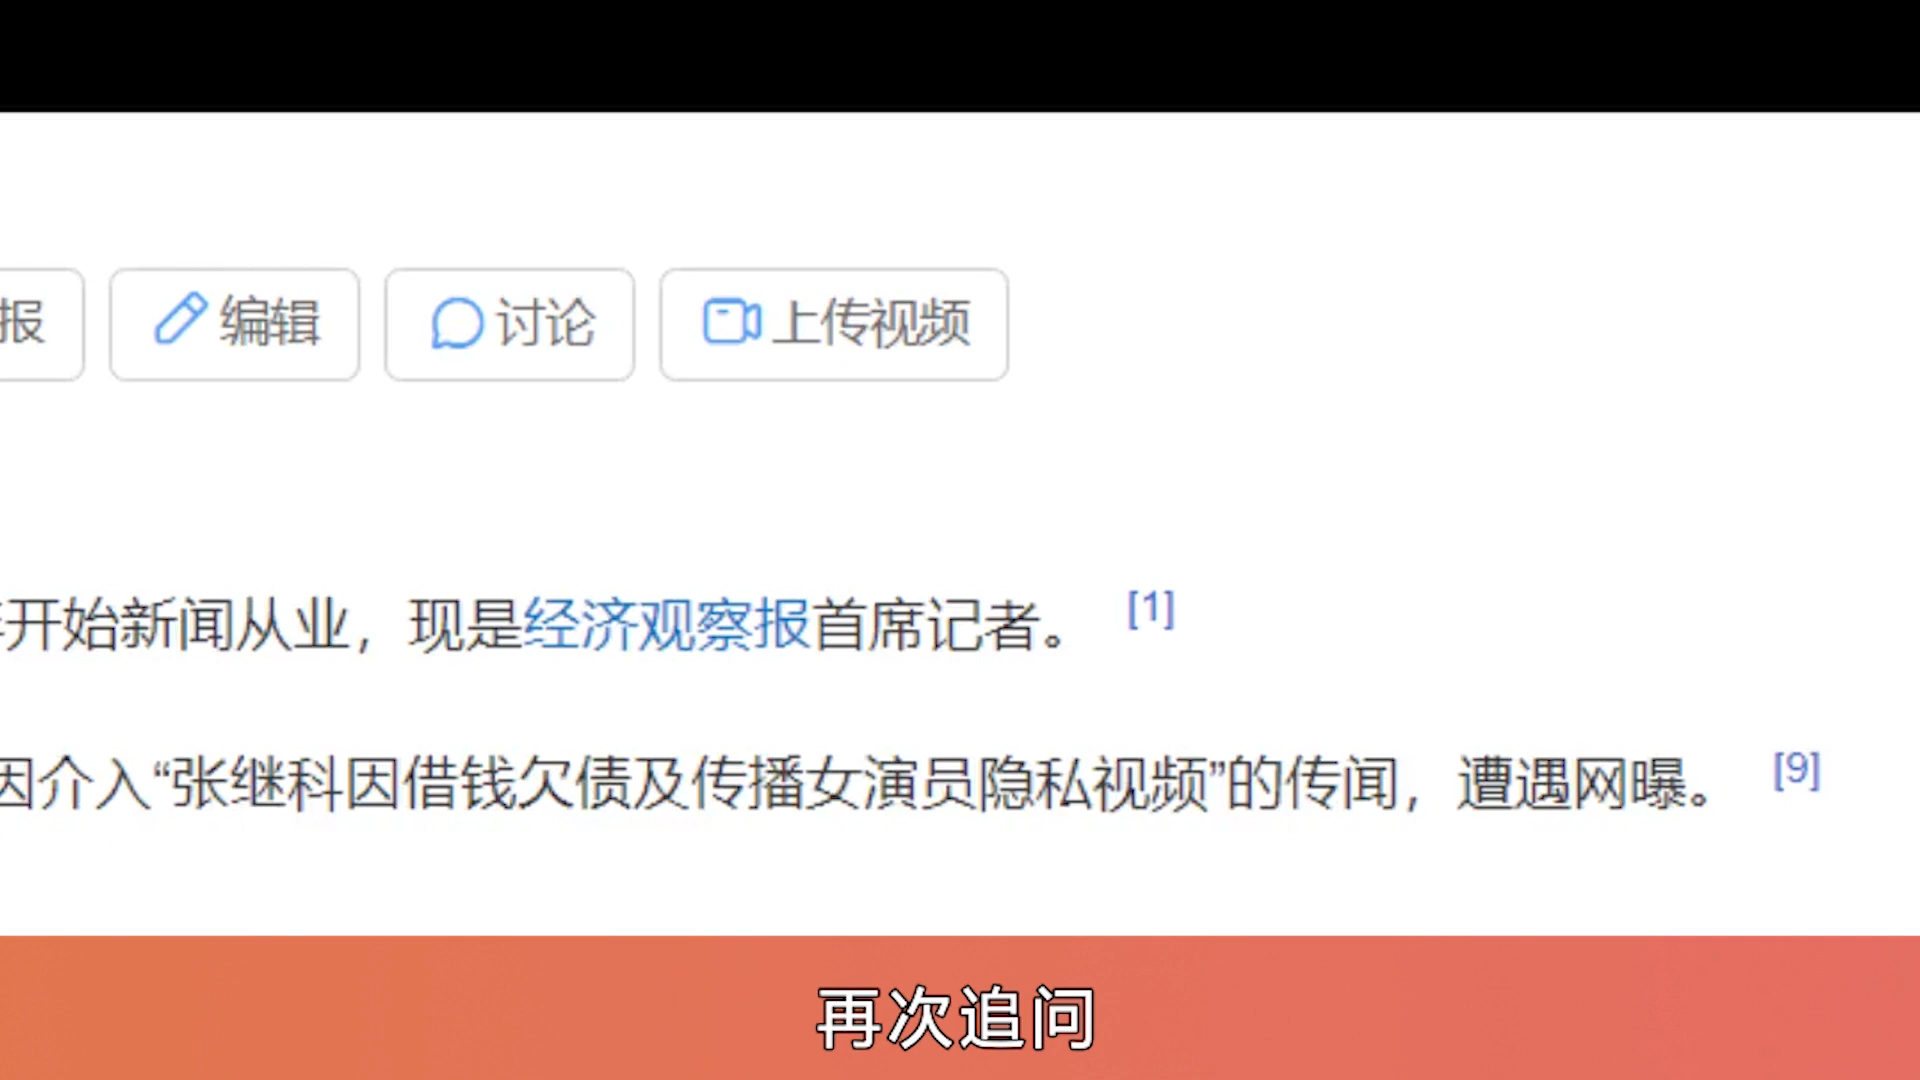 报 编辑 讨论 上传视频
开始新闻从业，现是经济观察报首席记者。 [1]
因介入“张继科因借钱欠债及传播女演员隐私视频”的传闻，遭遇网曝。 [9]
再次追问